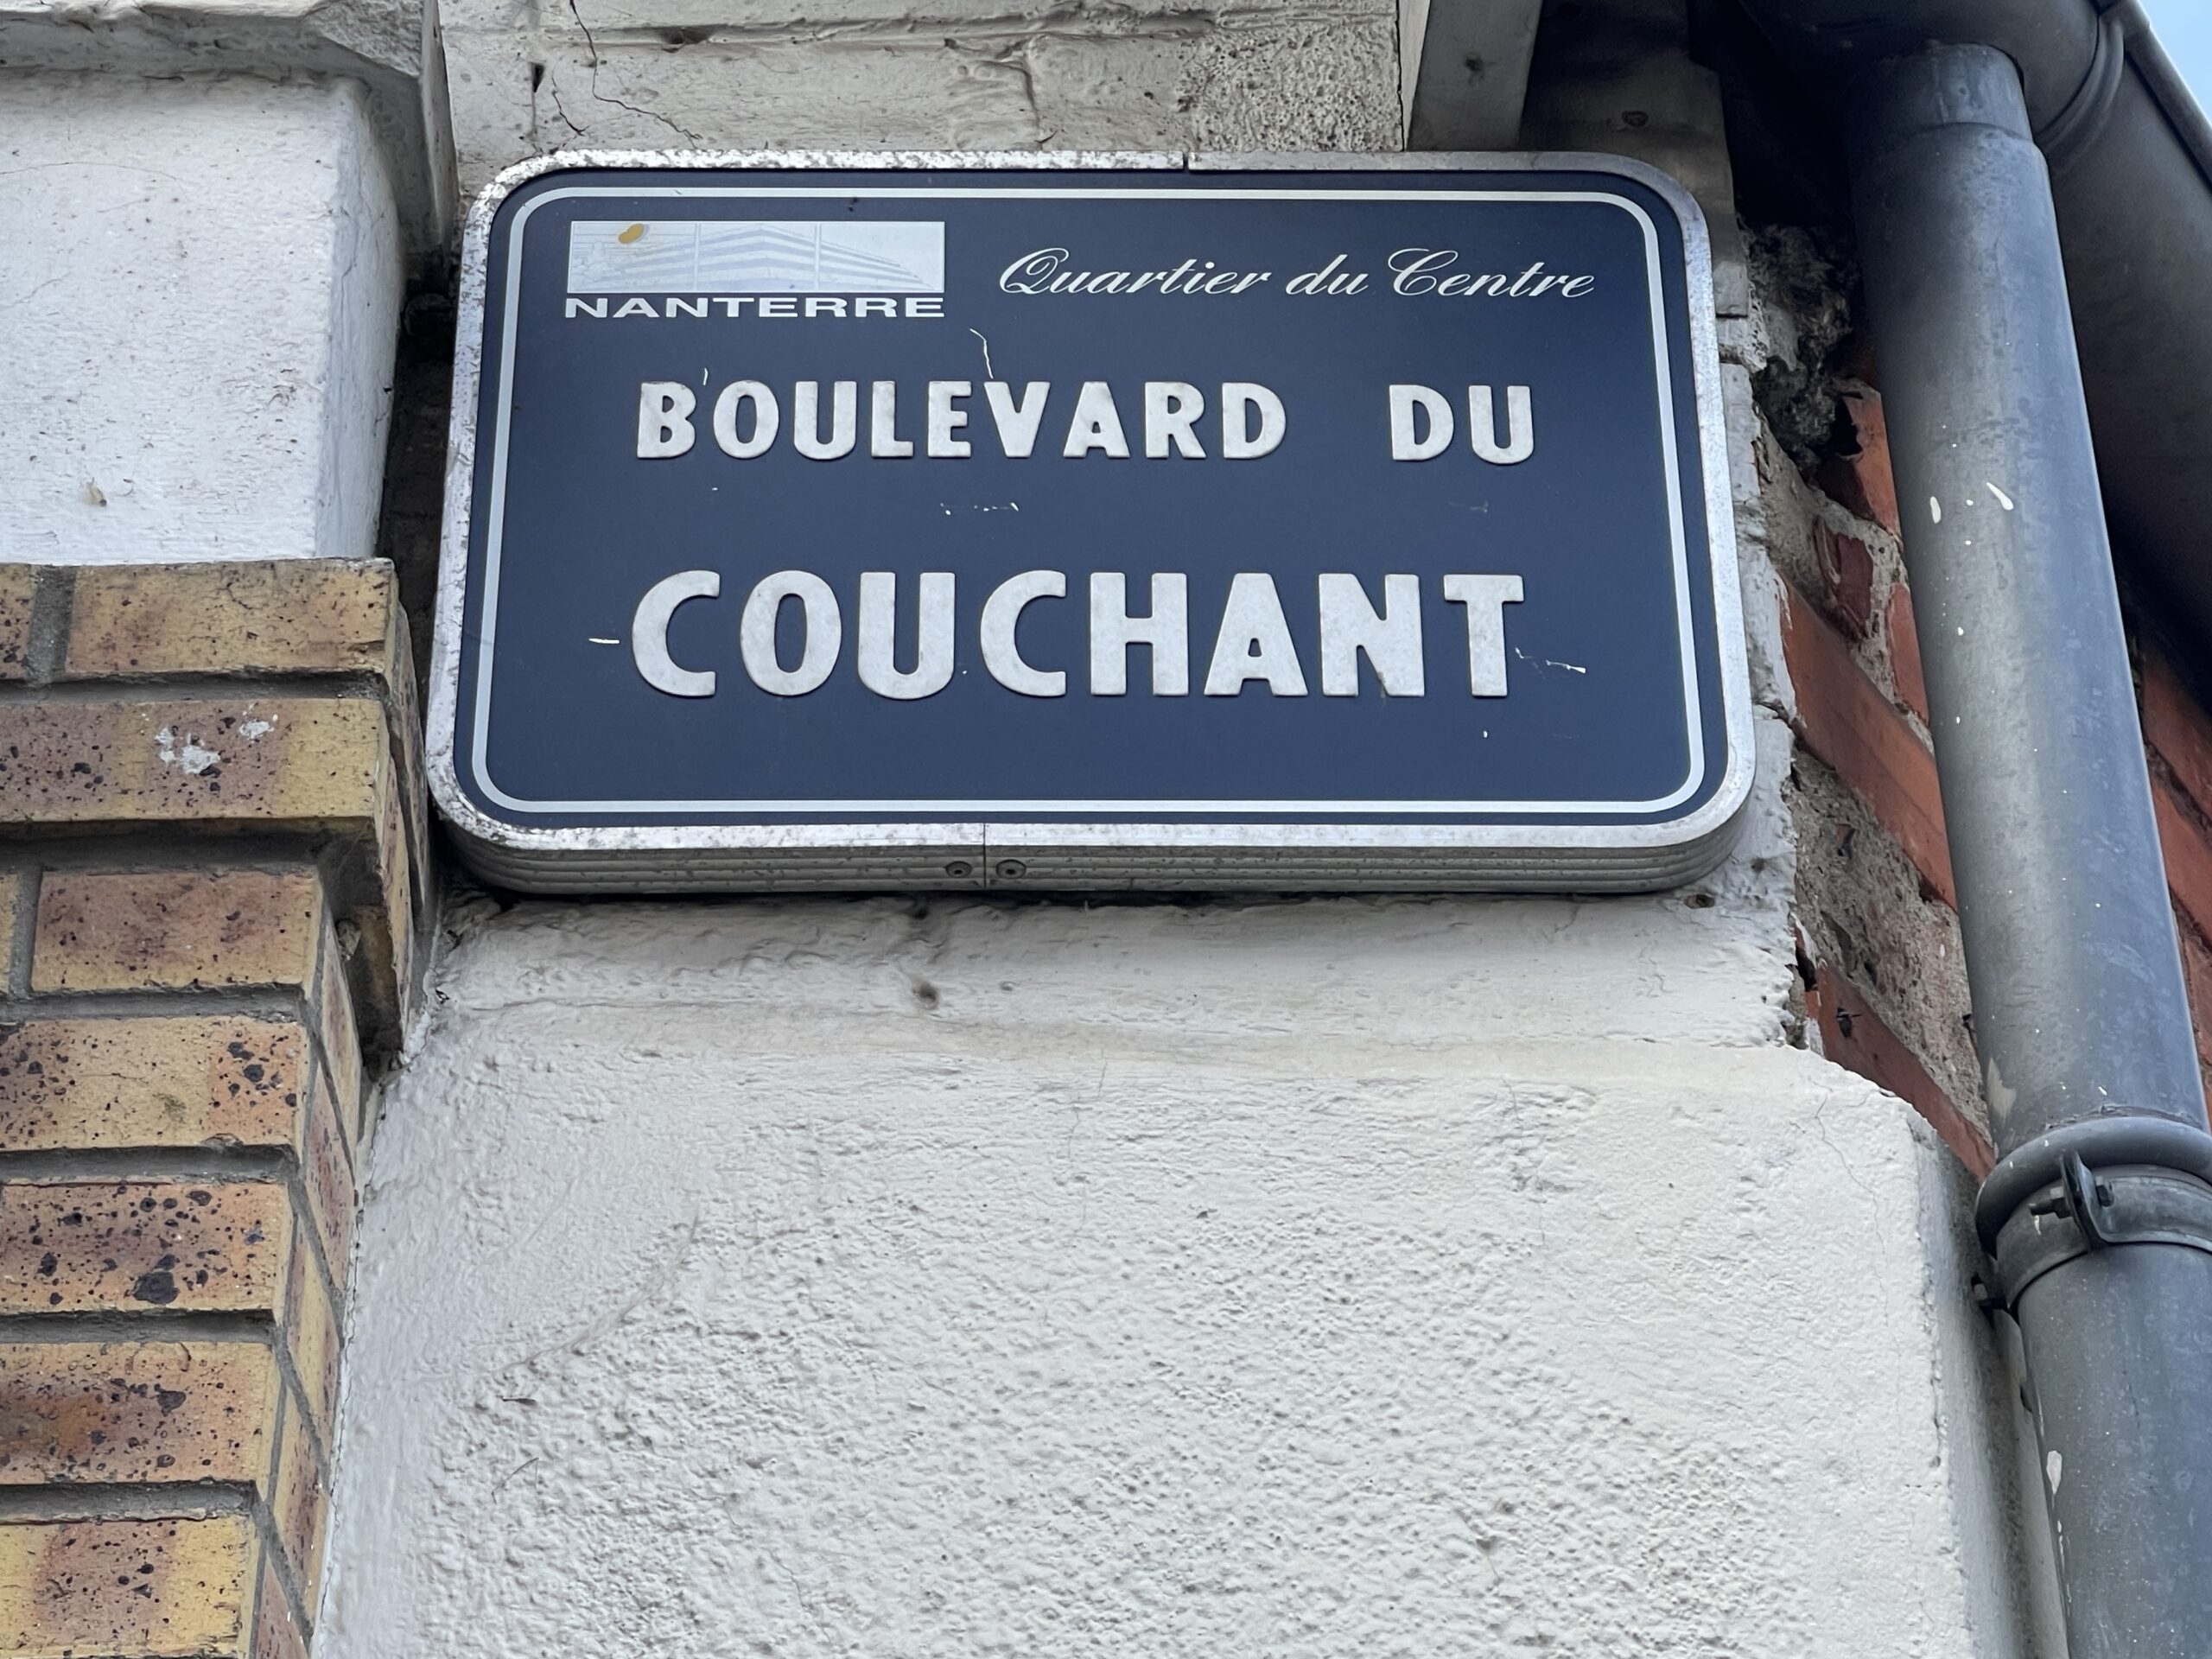 NANTERRE
Quartier du Centre
BOULEVARD DU
COUCHANT